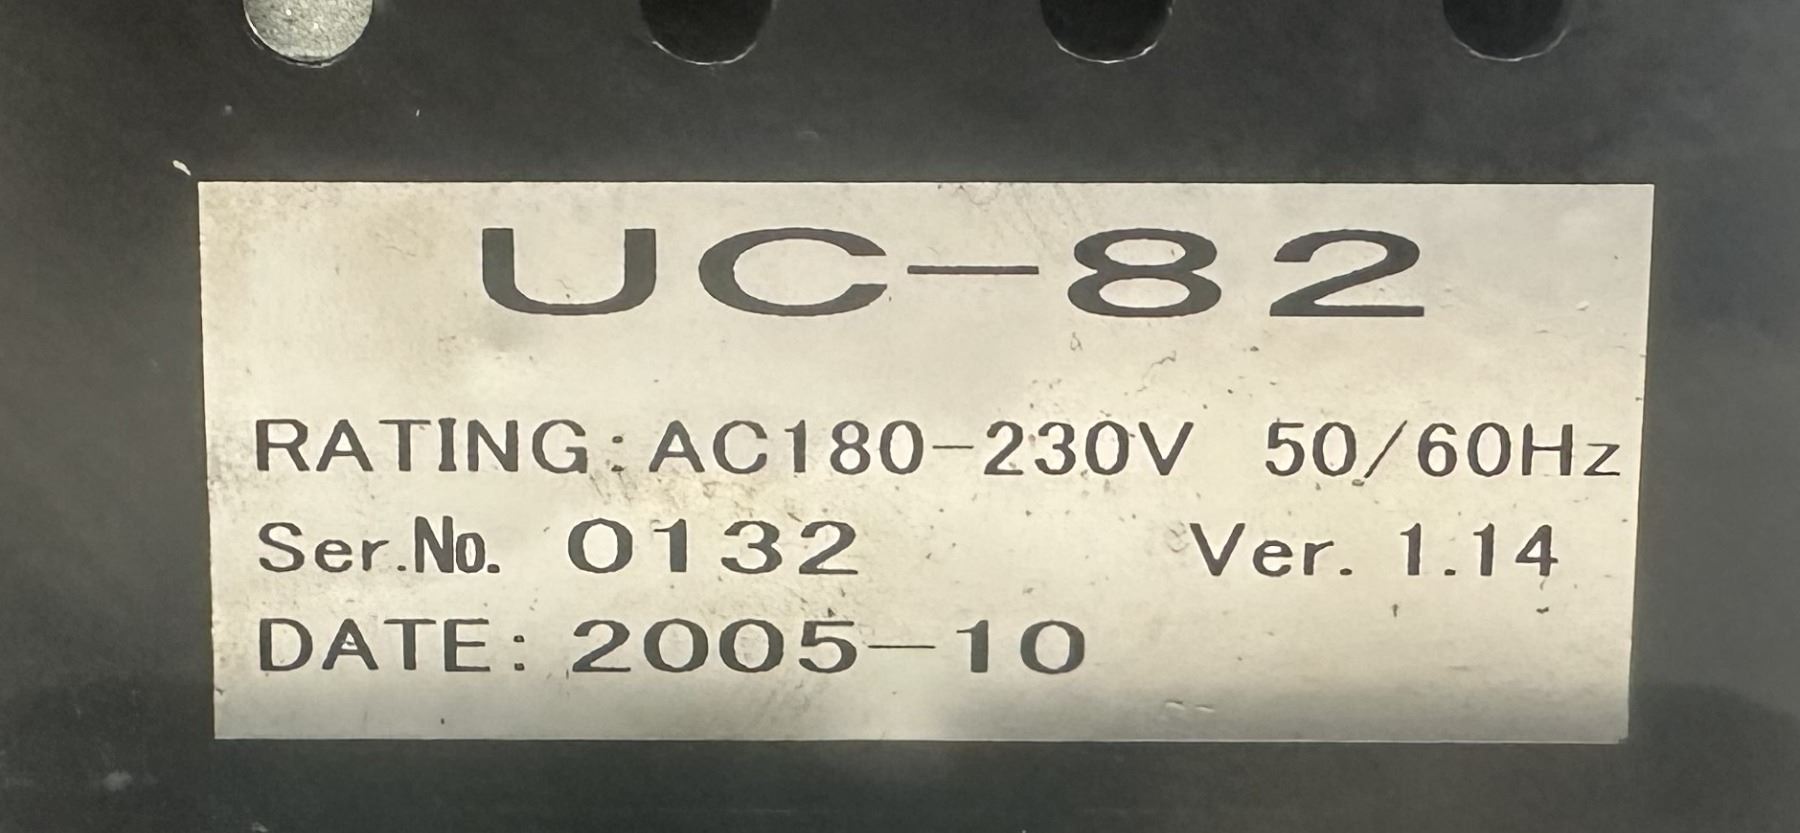 UC-82
RATING: AC180-230V 50/60Hz
Ser.No. 0132 Ver. 1.14
DATE: 2005-10